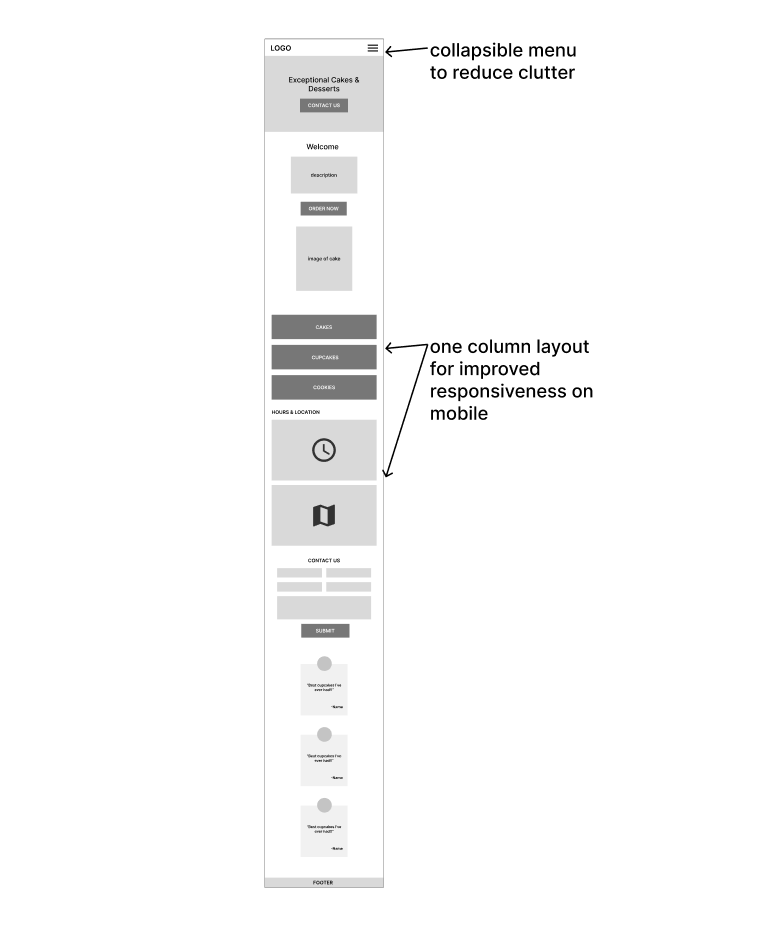 LOGO
collapsible menu
to reduce clutter
Exceptional Cakes &
Desserts
CONTACT US
Welcome
description
ORDER NOW
image of cake
CAKES
one column layout
for improved
responsiveness on
mobile
CUPCAKES
COOKIES
HOURS & LOCATION
CONTACT US
SUBMIT
"Best cupcakes I've
ever had!!"
-Name
"Best cupcakes I've
ever had!!"
-Name
"Best cupcakes I've
ever had!!"
-Name
FOOTER